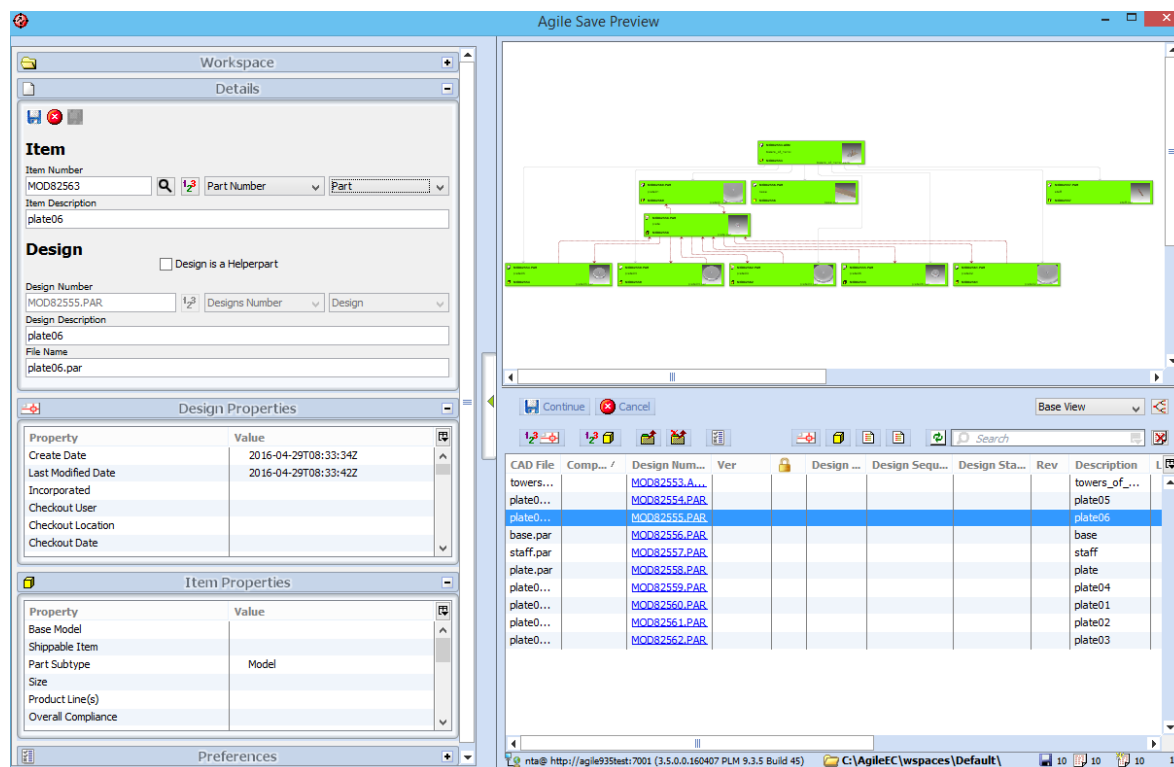 Agile Save Preview
Workspace
Details
Item
Item Number
MOD82563 Part Number Part
Item Description
plate06
Design
Design is a Helperpart
Design Number
MOD82555.PAR Designs Number Design
Design Description
plate06
File Name
plate06.par
Design Properties
Property Value
Create Date 2016-04-29T08:33:34Z
Last Modified Date 2016-04-29T08:33:42Z
Incorporated
Checkout User
Checkout Location
Checkout Date
Item Properties
Property Value
Base Model
Shippable Item
Part Subtype Model
Size
Product Line(s)
Overall Compliance
Preferences
Continue Cancel Base View
Search
CAD File Comp... Design Num... Ver Design ... Design Sequ... Design Sta... Rev Description L
towers... MOD82553.A... towers_of_...
plate0... MOD82554.PAR plate05
plate0... MOD82555.PAR plate06
base.par MOD82556.PAR base
staff.par MOD82557.PAR staff
plate.par MOD82558.PAR plate
plate0... MOD82559.PAR plate04
plate0... MOD82560.PAR plate01
plate0... MOD82561.PAR plate02
plate0... MOD82562.PAR plate03
nta@ http://agile935test:7001 (3.5.0.0.160407 PLM 9.3.5 Build 45) C:\AgileEC\wspaces\Default\ 10 10 10